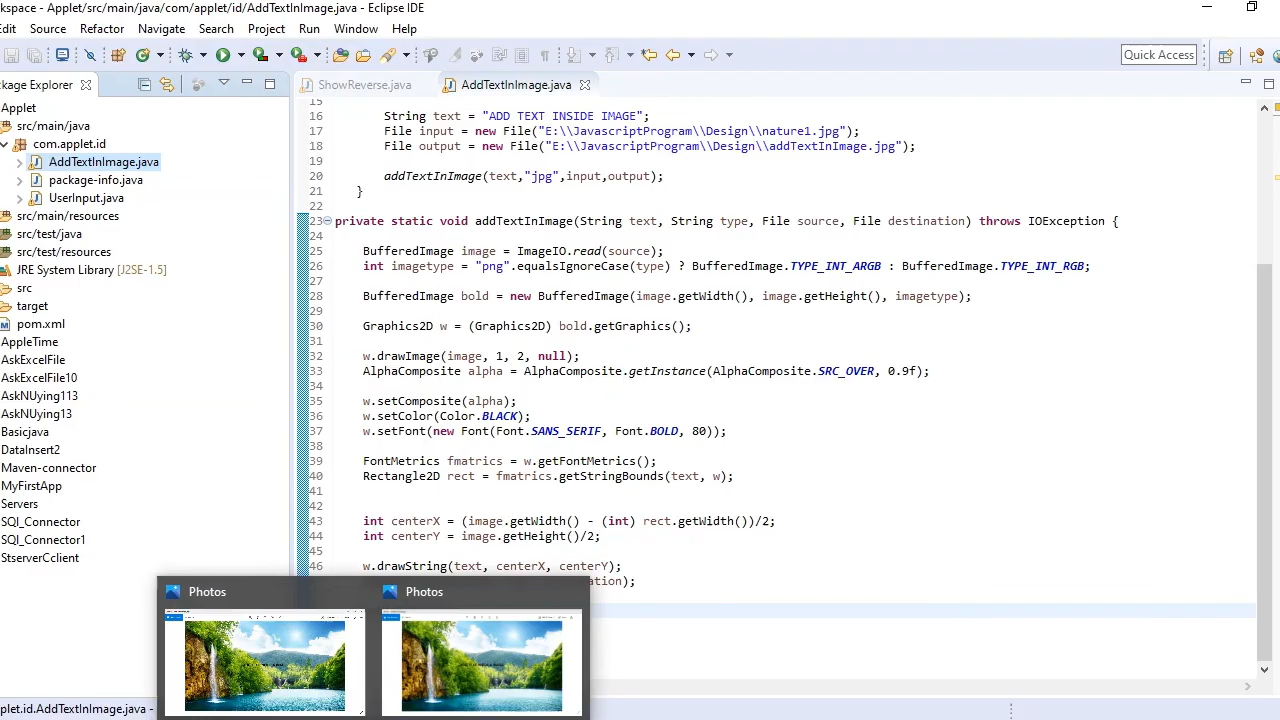 kspace - Applet/src/main/java/com/applet/id/AddTextInImage.java - Eclipse IDE
Edit Source Refactor Navigate Search Project Run Window Help
Quick Access
kage Explorer
ShowReverse.java
AddTextInImage.java
Applet
src/main/java
com.applet.id
AddTextInImage.java
package-info.java
UserInput.java
src/main/resources
src/test/java
src/test/resources
JRE System Library [J2SE-1.5]
src
target
pom.xml
AppleTime
AskExcelFile
AskExcelFile10
AskNUying113
AskNUying13
Basicjava
DataInsert2
Maven-connector
MyFirstApp
Servers
SQl_Connector
SQl_Connector1
StserverCclient
15
16 String text = "ADD TEXT INSIDE IMAGE";
17 File input = new File("E:\\JavascriptProgram\\Design\\nature1.jpg");
18 File output = new File("E:\\JavascriptProgram\\Design\\addTextInImage.jpg");
19
20 addTextInImage(text,"jpg",input,output);
21 }
22
23 private static void addTextInImage(String text, String type, File source, File destination) throws IOException {
24
25 BufferedImage image = ImageIO.read(source);
26 int imagetype = "png".equalsIgnoreCase(type) ? BufferedImage.TYPE_INT_ARGB : BufferedImage.TYPE_INT_RGB;
27
28 BufferedImage bold = new BufferedImage(image.getWidth(), image.getHeight(), imagetype);
29
30 Graphics2D w = (Graphics2D) bold.getGraphics();
31
32 w.drawImage(image, 1, 2, null);
33 AlphaComposite alpha = AlphaComposite.getInstance(AlphaComposite.SRC_OVER, 0.9f);
34
35 w.setComposite(alpha);
36 w.setColor(Color.BLACK);
37 w.setFont(new Font(Font.SANS_SERIF, Font.BOLD, 80));
38
39 FontMetrics fmatrics = w.getFontMetrics();
40 Rectangle2D rect = fmatrics.getStringBounds(text, w);
41
42
43 int centerX = (image.getWidth() - (int) rect.getWidth())/2;
44 int centerY = image.getHeight()/2;
45
46 w.drawString(text, centerX, centerY);
ation);
Photos
Photos
plet.id.AddTextInImage.java -